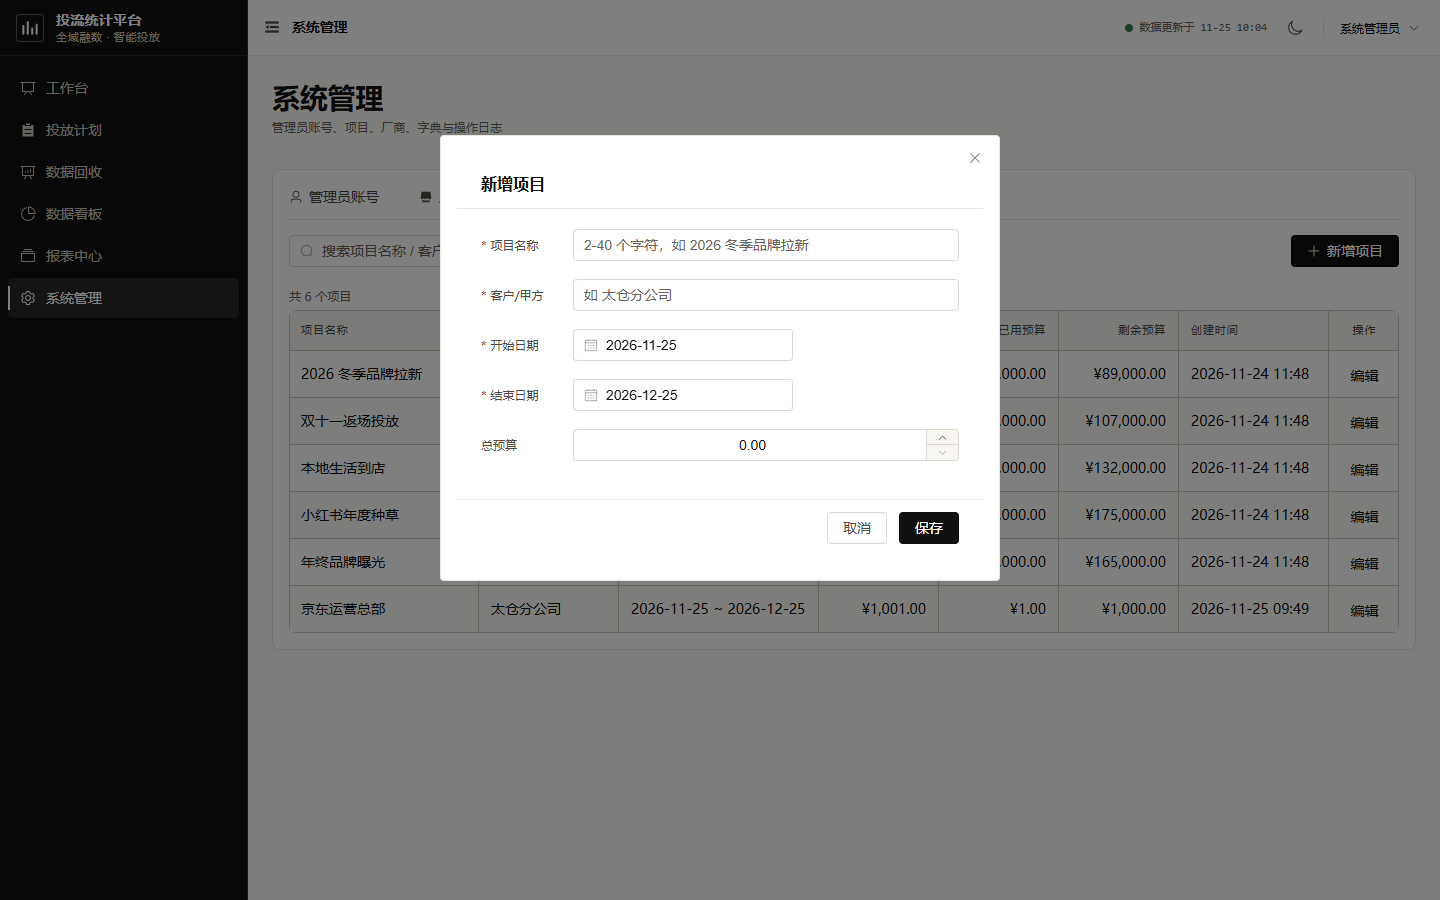 投流统计平台
全域融数 · 智能投放
工作台
投放计划
数据回收
数据看板
报表中心
系统管理
系统管理
数据更新于 11-25 10:04
系统管理员
系统管理
管理员账号、项目、厂商、字典与操作日志
管理员账号
搜索项目名称 / 客户
新增项目
共 6 个项目
项目名称 已用预算 剩余预算 创建时间 操作
2026 冬季品牌拉新 000.00 ¥89,000.00 2026-11-24 11:48 编辑
双十一返场投放 000.00 ¥107,000.00 2026-11-24 11:48 编辑
本地生活到店 000.00 ¥132,000.00 2026-11-24 11:48 编辑
小红书年度种草 000.00 ¥175,000.00 2026-11-24 11:48 编辑
年终品牌曝光 000.00 ¥165,000.00 2026-11-24 11:48 编辑
京东运营总部 太仓分公司 2026-11-25 ~ 2026-12-25 ¥1,001.00 ¥1.00 ¥1,000.00 2026-11-25 09:49 编辑
新增项目
* 项目名称 2-40 个字符，如 2026 冬季品牌拉新
* 客户/甲方 如 太仓分公司
* 开始日期 2026-11-25
* 结束日期 2026-12-25
总预算 0.00
取消 保存